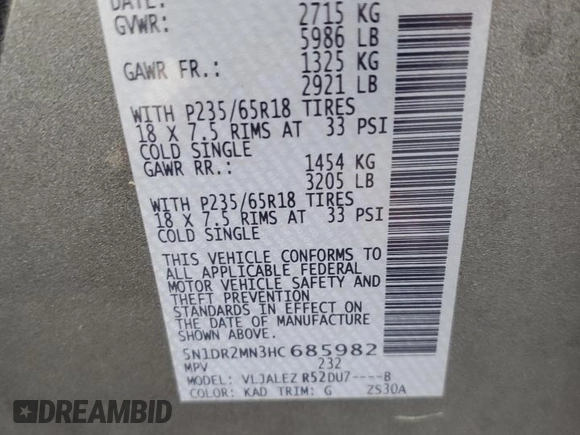 DATE:
GVWR: 2715 KG
5986 LB
GAWR FR.: 1325 KG
2921 LB
WITH P235/65R18 TIRES
18 X 7.5 RIMS AT 33 PSI
COLD SINGLE
GAWR RR.: 1454 KG
3205 LB
WITH P235/65R18 TIRES
18 X 7.5 RIMS AT 33 PSI
COLD SINGLE
THIS VEHICLE CONFORMS TO
ALL APPLICABLE FEDERAL
MOTOR VEHICLE SAFETY AND
THEFT PREVENTION
STANDARDS IN EFFECT ON
THE DATE OF MANUFACTURE
SHOWN ABOVE.
5N1DR2MN3HC685982
MPV 232
MODEL: VLJALEZ R52DU7----B
COLOR: KAD TRIM: G ZS30A
DREAMBID